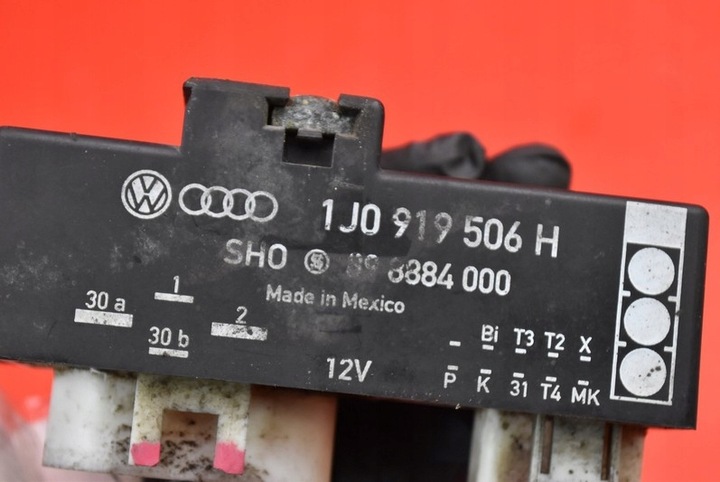 1J0 919 506 H
SHO 898884 000
Made in Mexico
30 a 1 2
30 b
12V
Bi T3 T2 X
P K 31 T4 MK